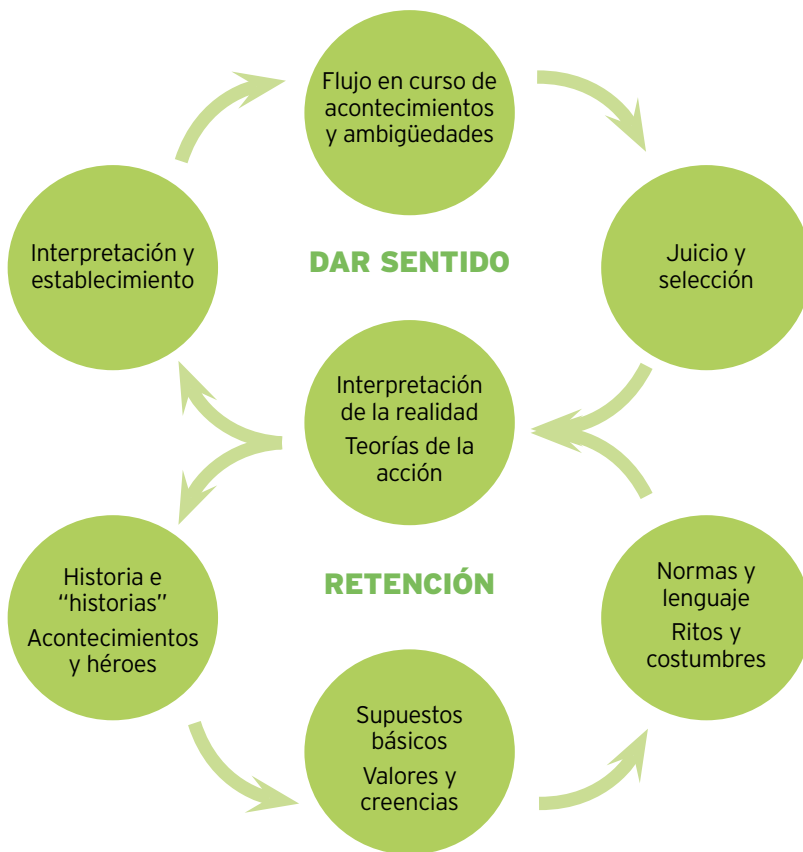 Flujo en curso de
acontecimientos
y ambigüedades
Interpretación y
establecimiento
DAR SENTIDO
Juicio y
selección
Interpretación
de la realidad
Teorías de la
acción
Historia e
“historias”
Acontecimientos
y héroes
RETENCIÓN
Normas y
lenguaje
Ritos y
costumbres
Supuestos
básicos
Valores y
creencias